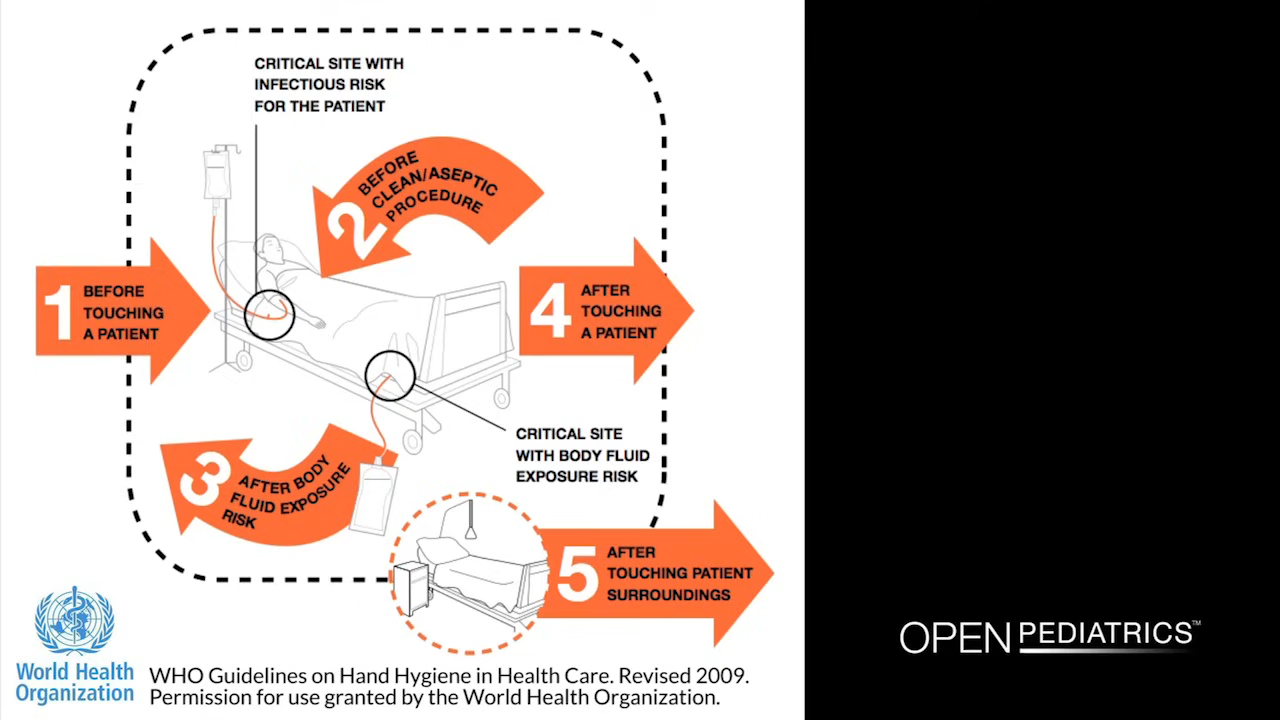 CRITICAL SITE WITH
INFECTIOUS RISK
FOR THE PATIENT
2
BEFORE
CLEAN/ASEPTIC
PROCEDURE
1
BEFORE
TOUCHING
A PATIENT
4
AFTER
TOUCHING
A PATIENT
3
AFTER BODY
FLUID EXPOSURE
RISK
CRITICAL SITE
WITH BODY FLUID
EXPOSURE RISK
5
AFTER
TOUCHING PATIENT
SURROUNDINGS
World Health
Organization
WHO Guidelines on Hand Hygiene in Health Care. Revised 2009.
Permission for use granted by the World Health Organization.
OPEN PEDIATRICS™